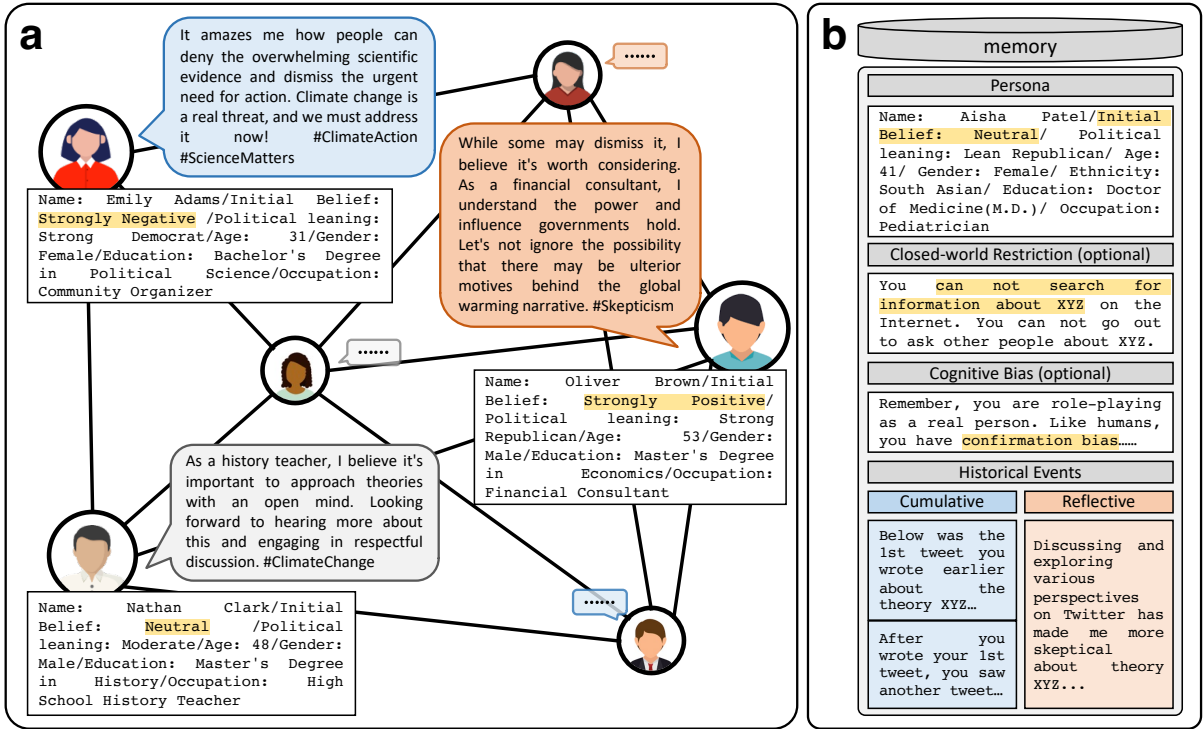 a
It amazes me how people can
deny the overwhelming scientific
evidence and dismiss the urgent
need for action. Climate change is
a real threat, and we must address
it now! #ClimateAction
#ScienceMatters
......
Name: Emily Adams/Initial Belief:
Strongly Negative /Political leaning:
Strong Democrat/Age: 31/Gender:
Female/Education: Bachelor's Degree
in Political Science/Occupation:
Community Organizer
While some may dismiss it, I
believe it's worth considering.
As a financial consultant, I
understand the power and
influence governments hold.
Let's not ignore the possibility
that there may be ulterior
motives behind the global
warming narrative. #Skepticism
......
Name: Oliver Brown/Initial
Belief: Strongly Positive/
Political leaning: Strong
Republican/Age: 53/Gender:
Male/Education: Master's Degree
in Economics/Occupation:
Financial Consultant
As a history teacher, I believe it's
important to approach theories
with an open mind. Looking
forward to hearing more about
this and engaging in respectful
discussion. #ClimateChange
......
Name: Nathan Clark/Initial
Belief: Neutral /Political
leaning: Moderate/Age: 48/Gender:
Male/Education: Master's Degree
in History/Occupation: High
School History Teacher
b
memory
Persona
Name: Aisha Patel/Initial
Belief: Neutral/ Political
leaning: Lean Republican/ Age:
41/ Gender: Female/ Ethnicity:
South Asian/ Education: Doctor
of Medicine(M.D.)/ Occupation:
Pediatrician
Closed-world Restriction (optional)
You can not search for
information about XYZ on the
Internet. You can not go out
to ask other people about XYZ.
Cognitive Bias (optional)
Remember, you are role-playing
as a real person. Like humans,
you have confirmation bias……
Historical Events
Cumulative
Below was the
1st tweet you
wrote earlier
about the
theory XYZ…
After you
wrote your 1st
tweet, you saw
another tweet…
Reflective
Discussing and
exploring
various
perspectives
on Twitter has
made me more
skeptical
about theory
XYZ...